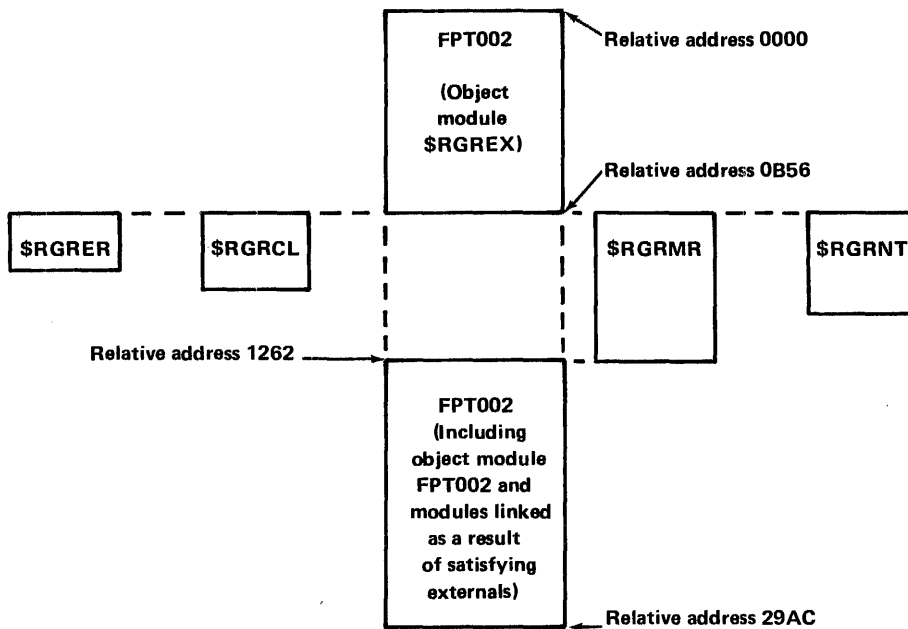 FPT002
Relative address 0000
(Object
module
$RGREX)
Relative address 0B56
$RGRER
$RGRCL
$RGRMR
$RGRNT
Relative address 1262
FPT002
(Including
object module
FPT002 and
modules linked
as a result
of satisfying
externals)
Relative address 29AC